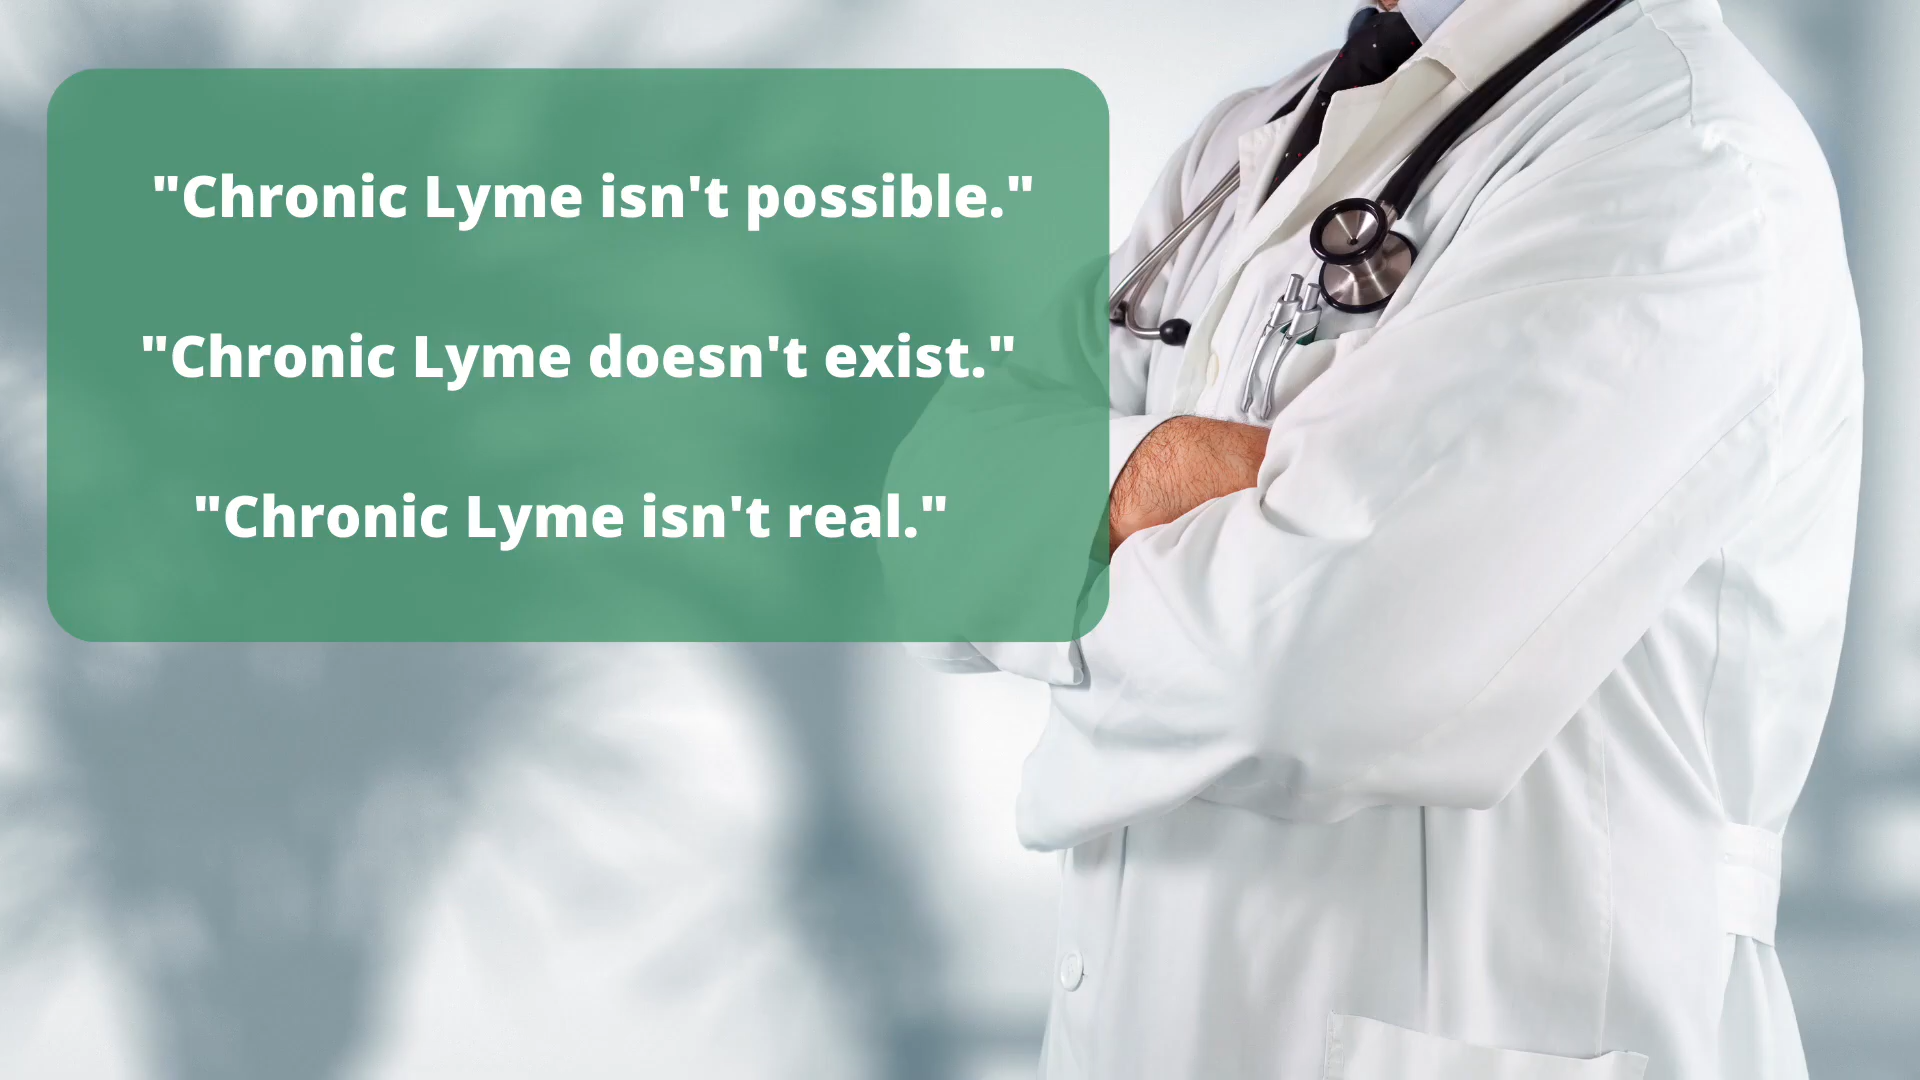 "Chronic Lyme isn't possible."
"Chronic Lyme doesn't exist."
"Chronic Lyme isn't real."